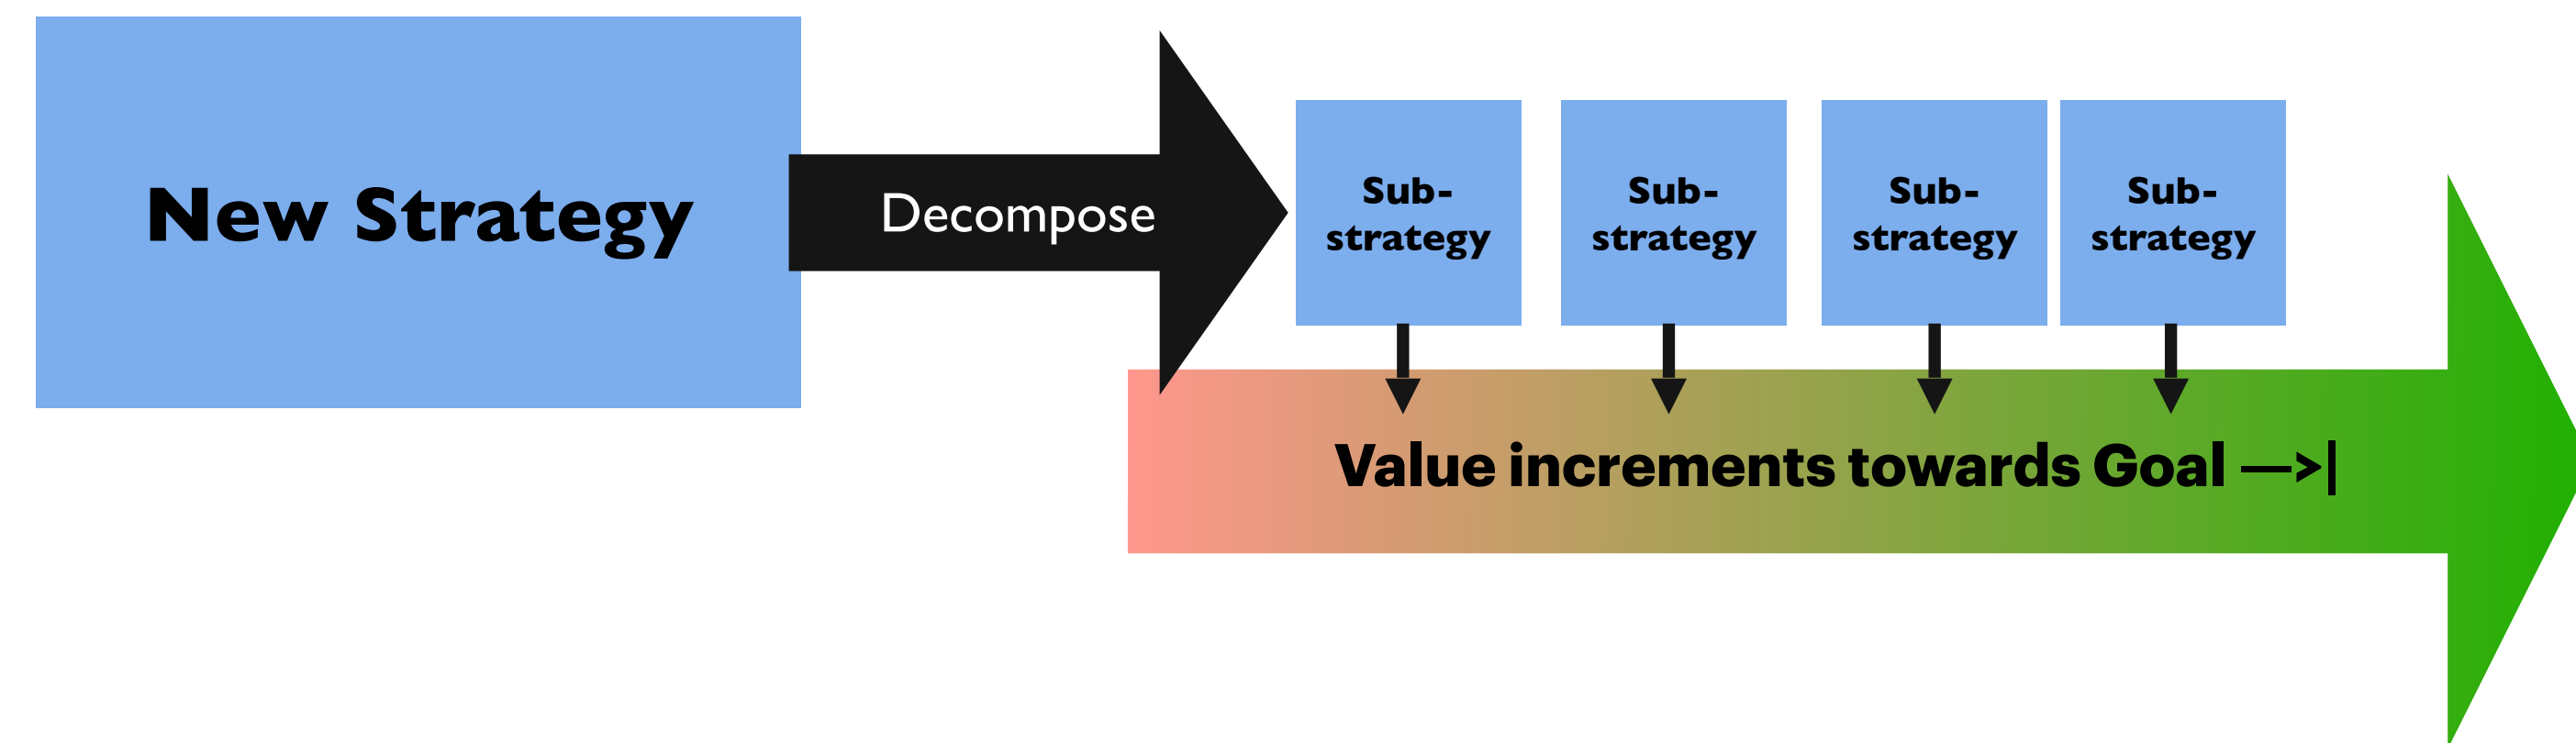 New Strategy
Decompose
Sub-
strategy
Sub-
strategy
Sub-
strategy
Sub-
strategy
Value increments towards Goal —>|